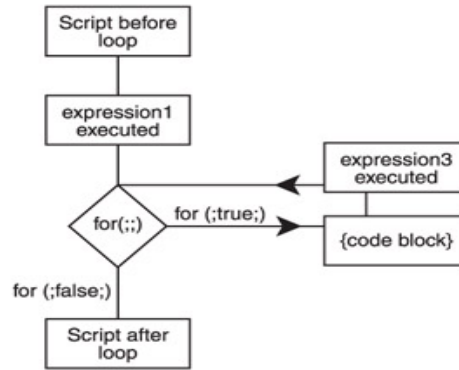 Script before
loop
expression1
executed
expression3
executed
for(;;)
for (;true;)
{code block}
for (;false;)
Script after
loop